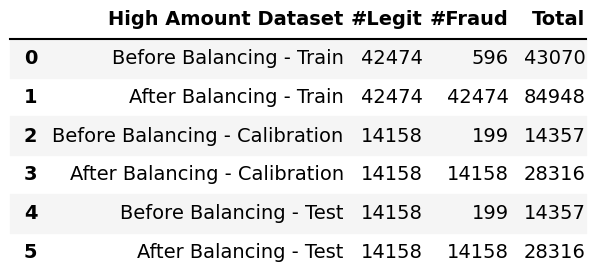 High Amount Dataset #Legit #Fraud Total
0 Before Balancing - Train 42474 596 43070
1 After Balancing - Train 42474 42474 84948
2 Before Balancing - Calibration 14158 199 14357
3 After Balancing - Calibration 14158 14158 28316
4 Before Balancing - Test 14158 199 14357
5 After Balancing - Test 14158 14158 28316